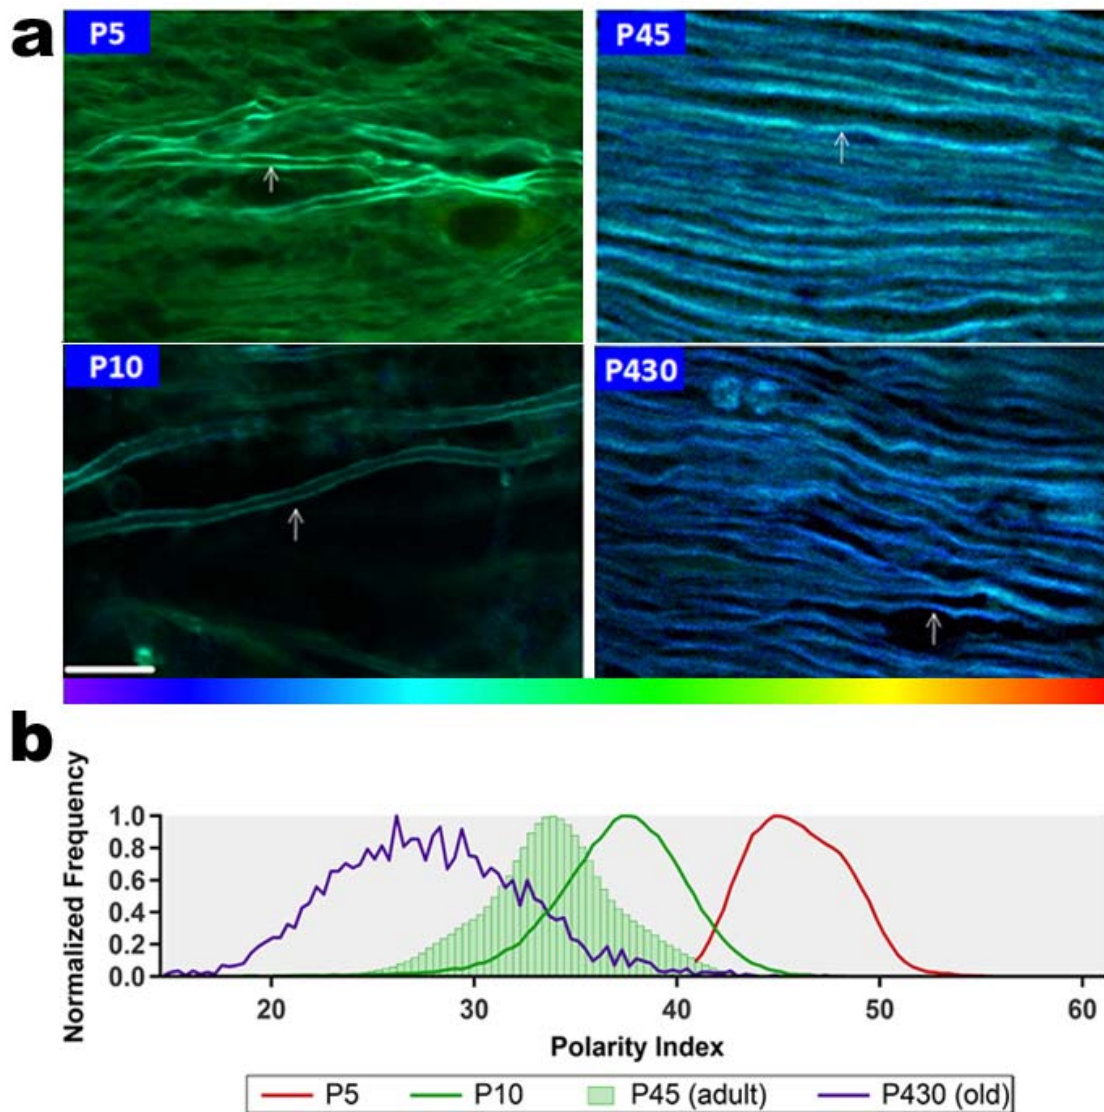 a
P5
P45
P10
P430
b
Normalized Frequency
1.0
0.8
0.6
0.4
0.2
0.0
20 30 40 50 60
Polarity Index
P5 P10 P45 (adult) P430 (old)